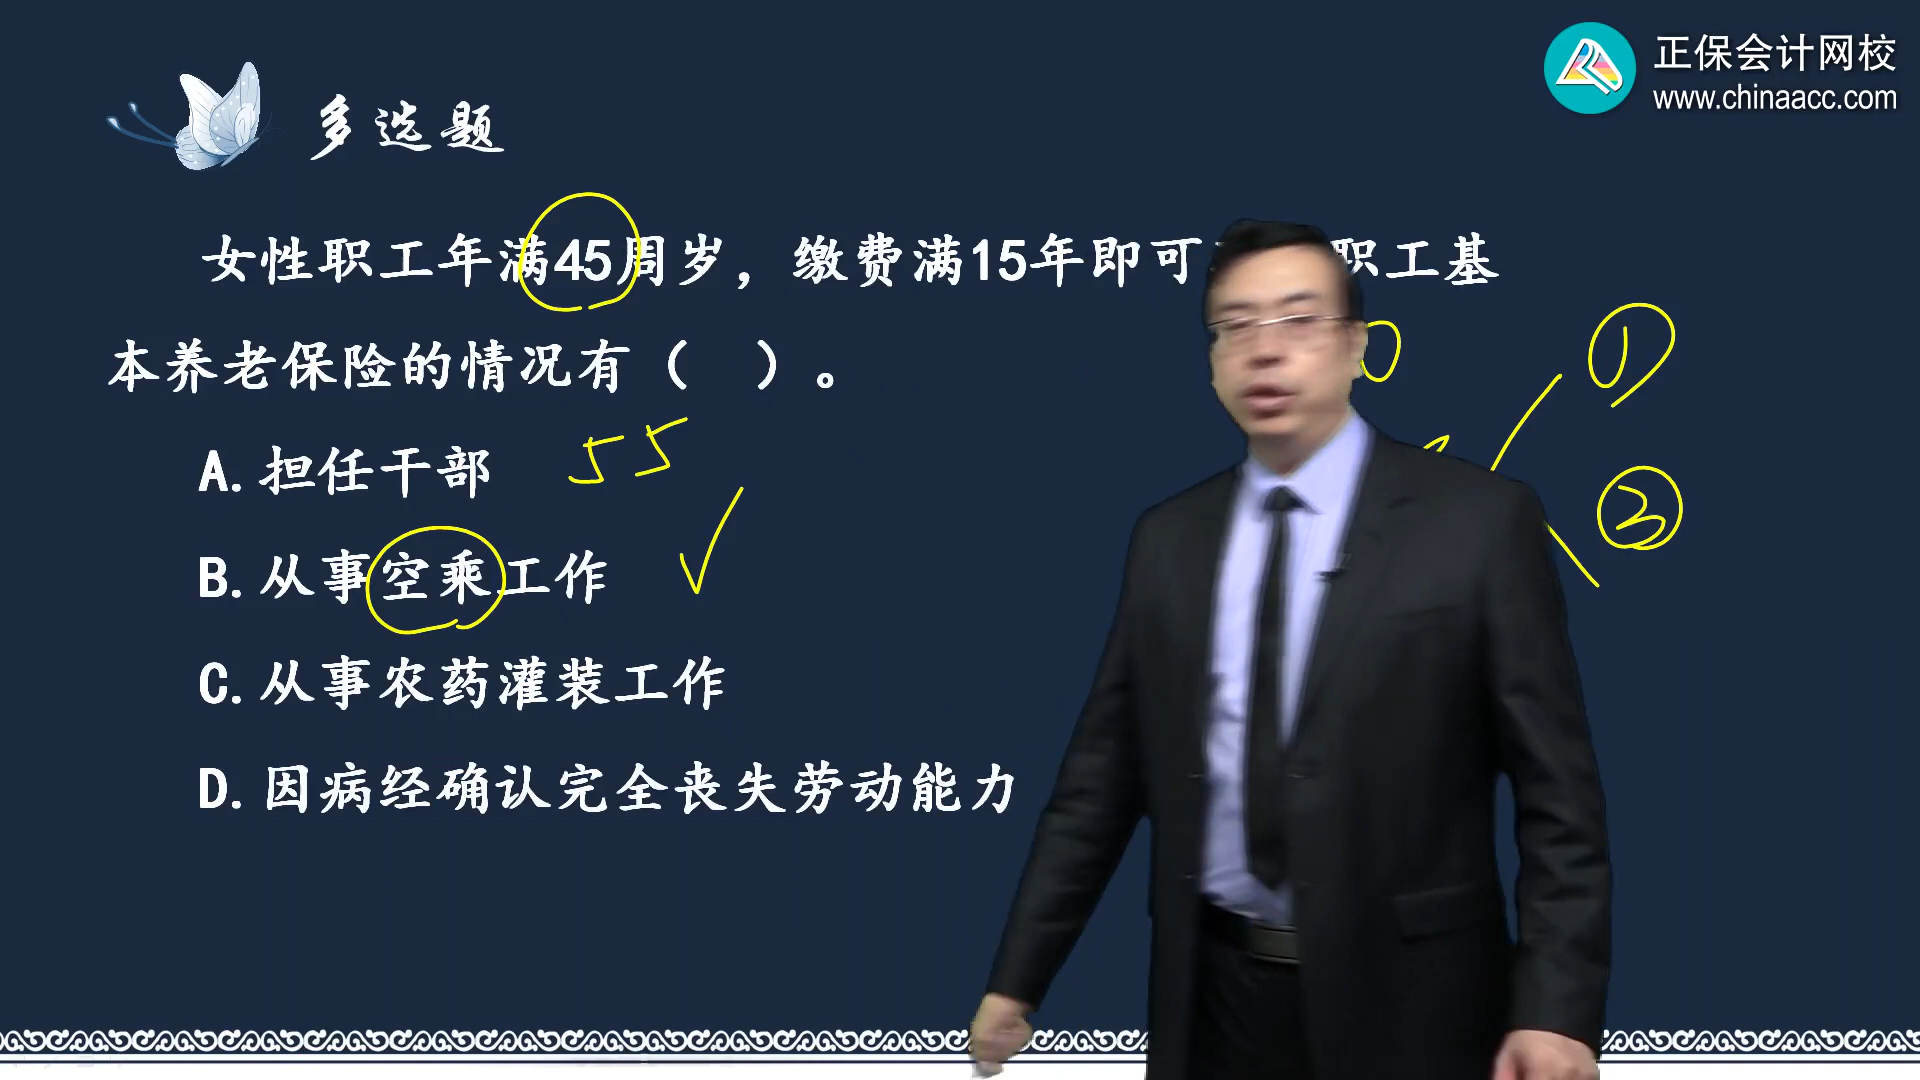 正保会计网校
www.chinaacc.com
多选题
女性职工年满45周岁，缴费满15年即可 职工基
本养老保险的情况有（ ）。
0
①
A.担任干部 55
②
B.从事空乘工作 ✓
C.从事农药灌装工作
D.因病经确认完全丧失劳动能力